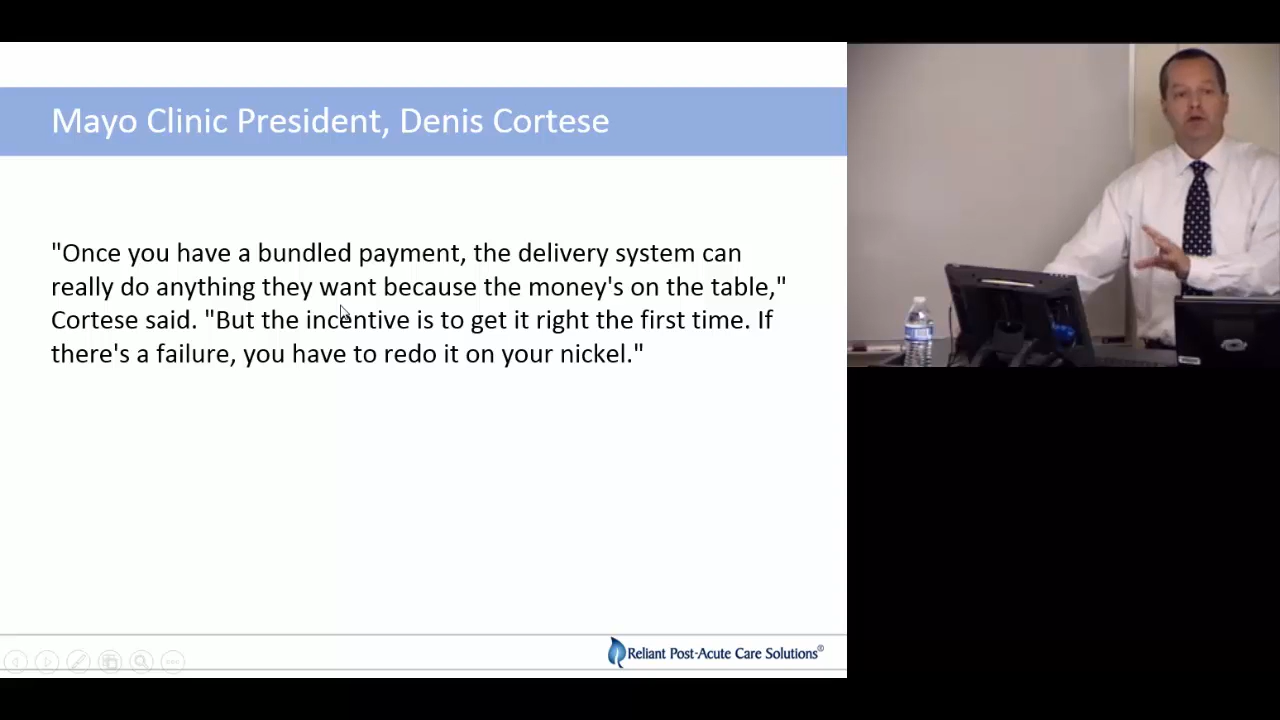 Mayo Clinic President, Denis Cortese
"Once you have a bundled payment, the delivery system can
really do anything they want because the money's on the table,"
Cortese said. "But the incentive is to get it right the first time. If
there's a failure, you have to redo it on your nickel."
Reliant Post-Acute Care Solutions®